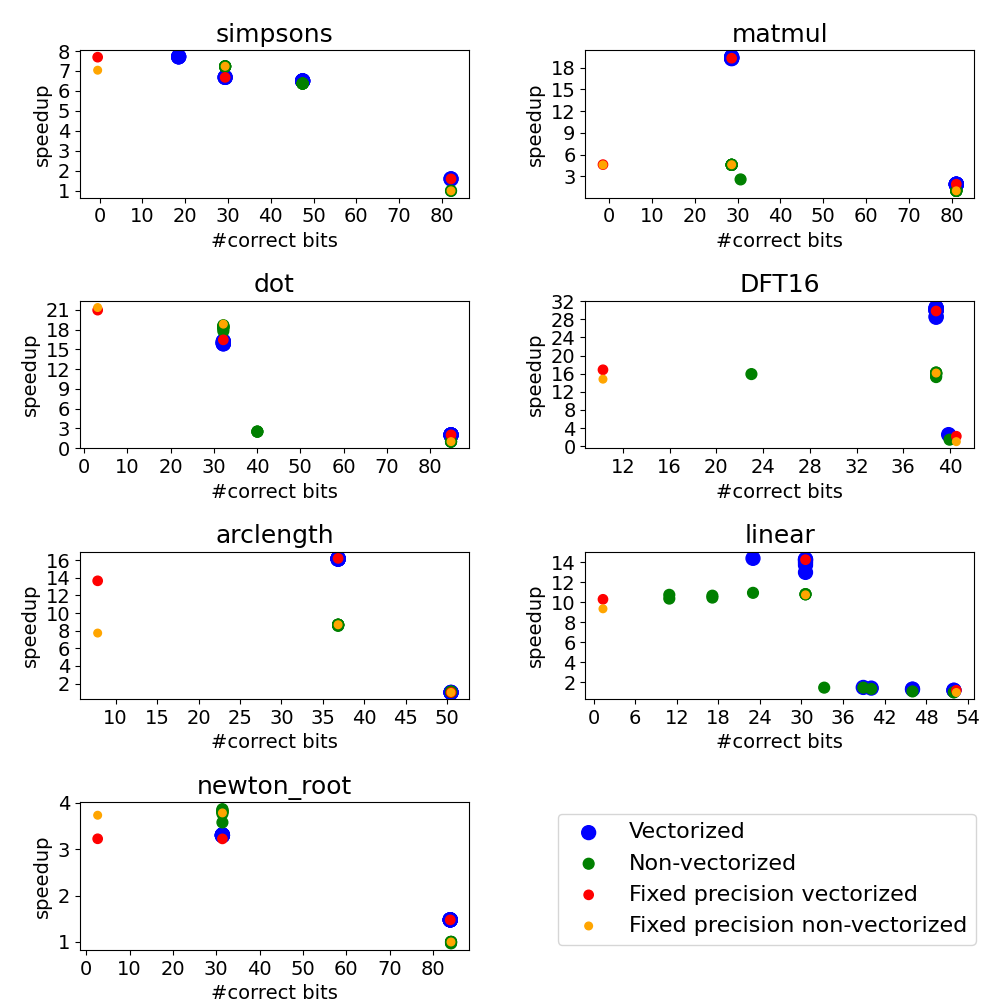 simpsons
speedup
8
7
6
5
4
3
2
1
0 10 20 30 40 50 60 70 80
#correct bits
matmul
speedup
18
15
12
9
6
3
0 10 20 30 40 50 60 70 80
#correct bits
dot
speedup
21
18
15
12
9
6
3
0
0 10 20 30 40 50 60 70 80
#correct bits
DFT16
speedup
32
28
24
20
16
12
8
4
0
12 16 20 24 28 32 36 40
#correct bits
arclength
speedup
16
14
12
10
8
6
4
2
10 15 20 25 30 35 40 45 50
#correct bits
linear
speedup
14
12
10
8
6
4
2
0 6 12 18 24 30 36 42 48 54
#correct bits
newton_root
speedup
4
3
2
1
0 10 20 30 40 50 60 70 80
#correct bits
Vectorized
Non-vectorized
Fixed precision vectorized
Fixed precision non-vectorized